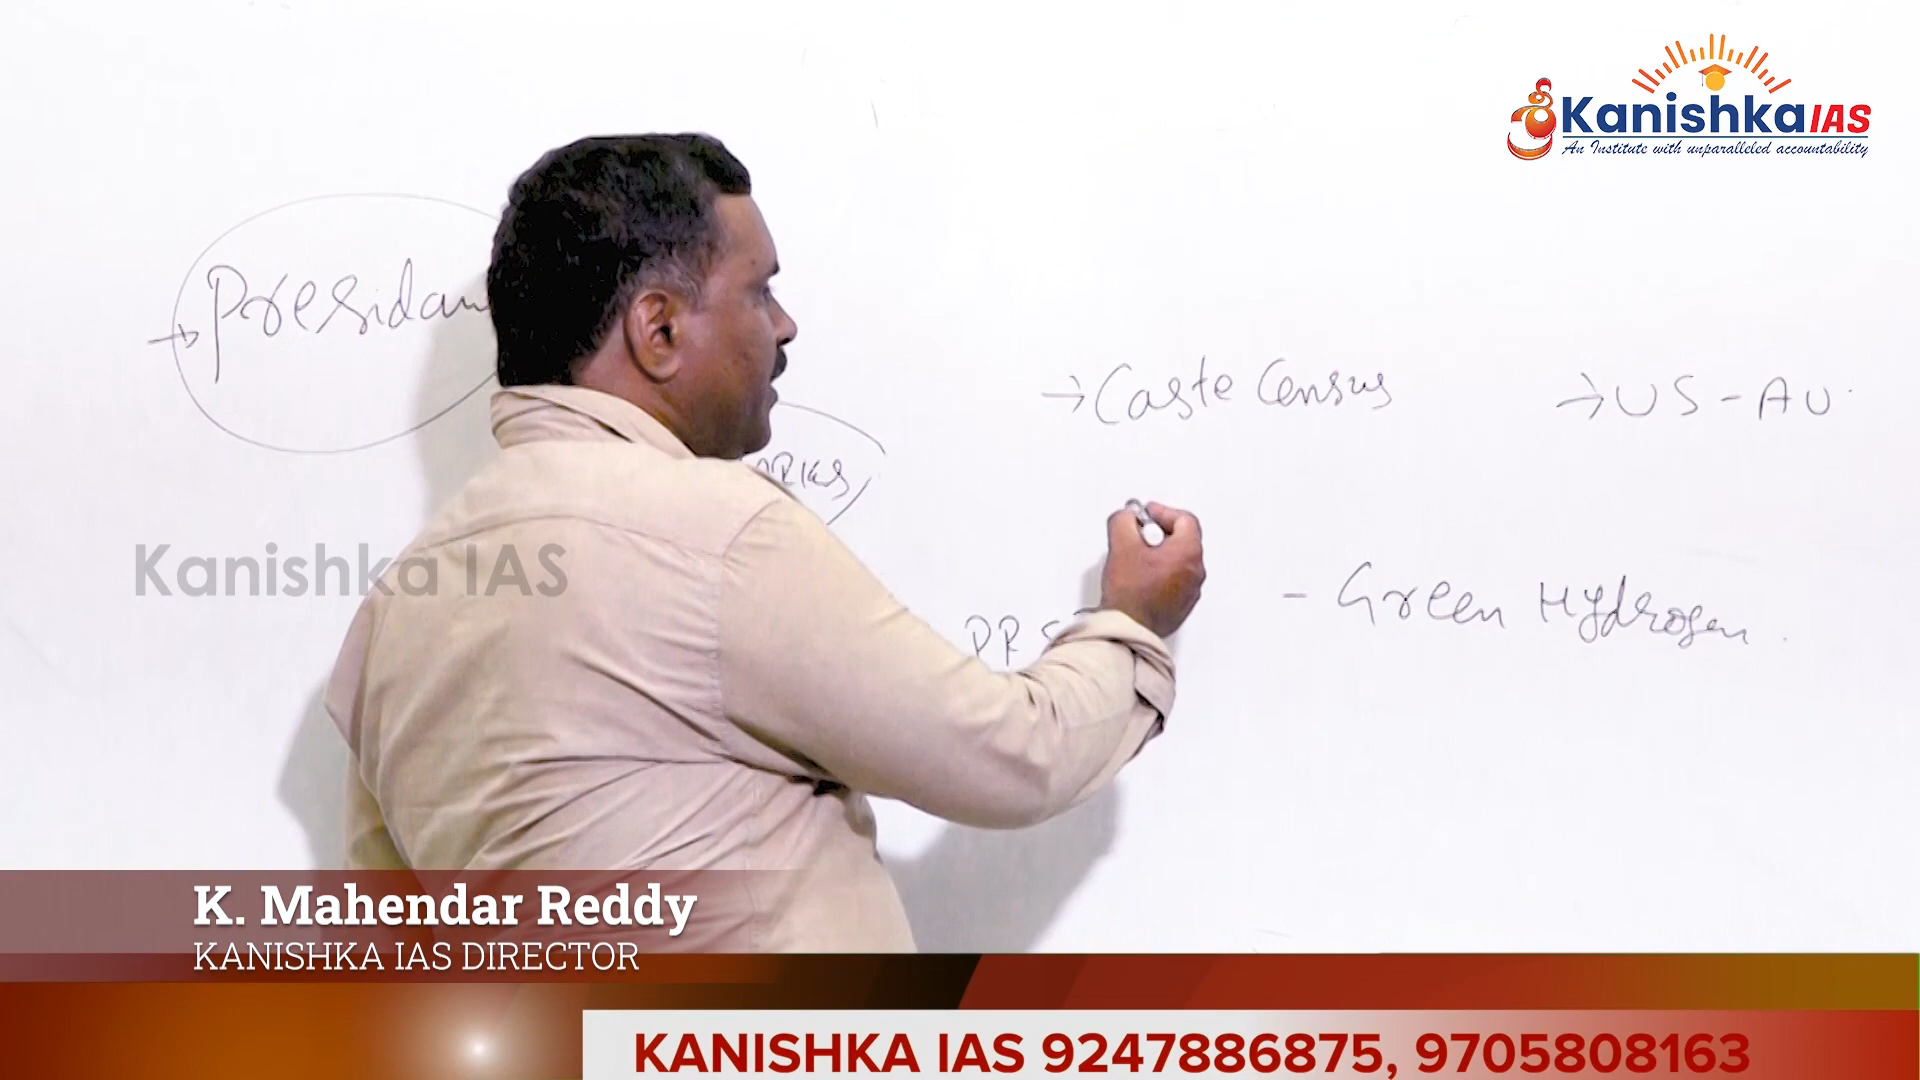 Kanishka IAS
An Institute with unparalleled accountability
→ Presidan
→ Caste Census
→ US-AU.
Kanishka IAS
- Green Hydrogen.
K. Mahendar Reddy
KANISHKA IAS DIRECTOR
KANISHKA IAS 9247886875, 9705808163